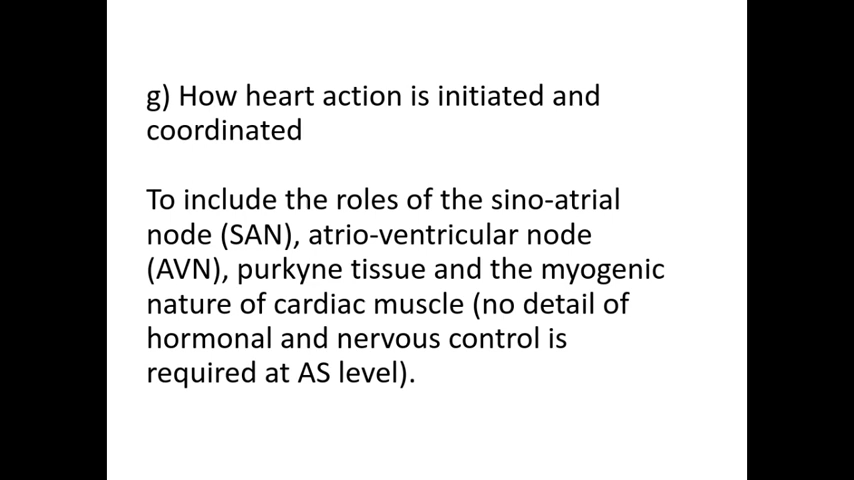 g) How heart action is initiated and
coordinated
To include the roles of the sino-atrial
node (SAN), atrio-ventricular node
(AVN), purkyne tissue and the myogenic
nature of cardiac muscle (no detail of
hormonal and nervous control is
required at AS level).